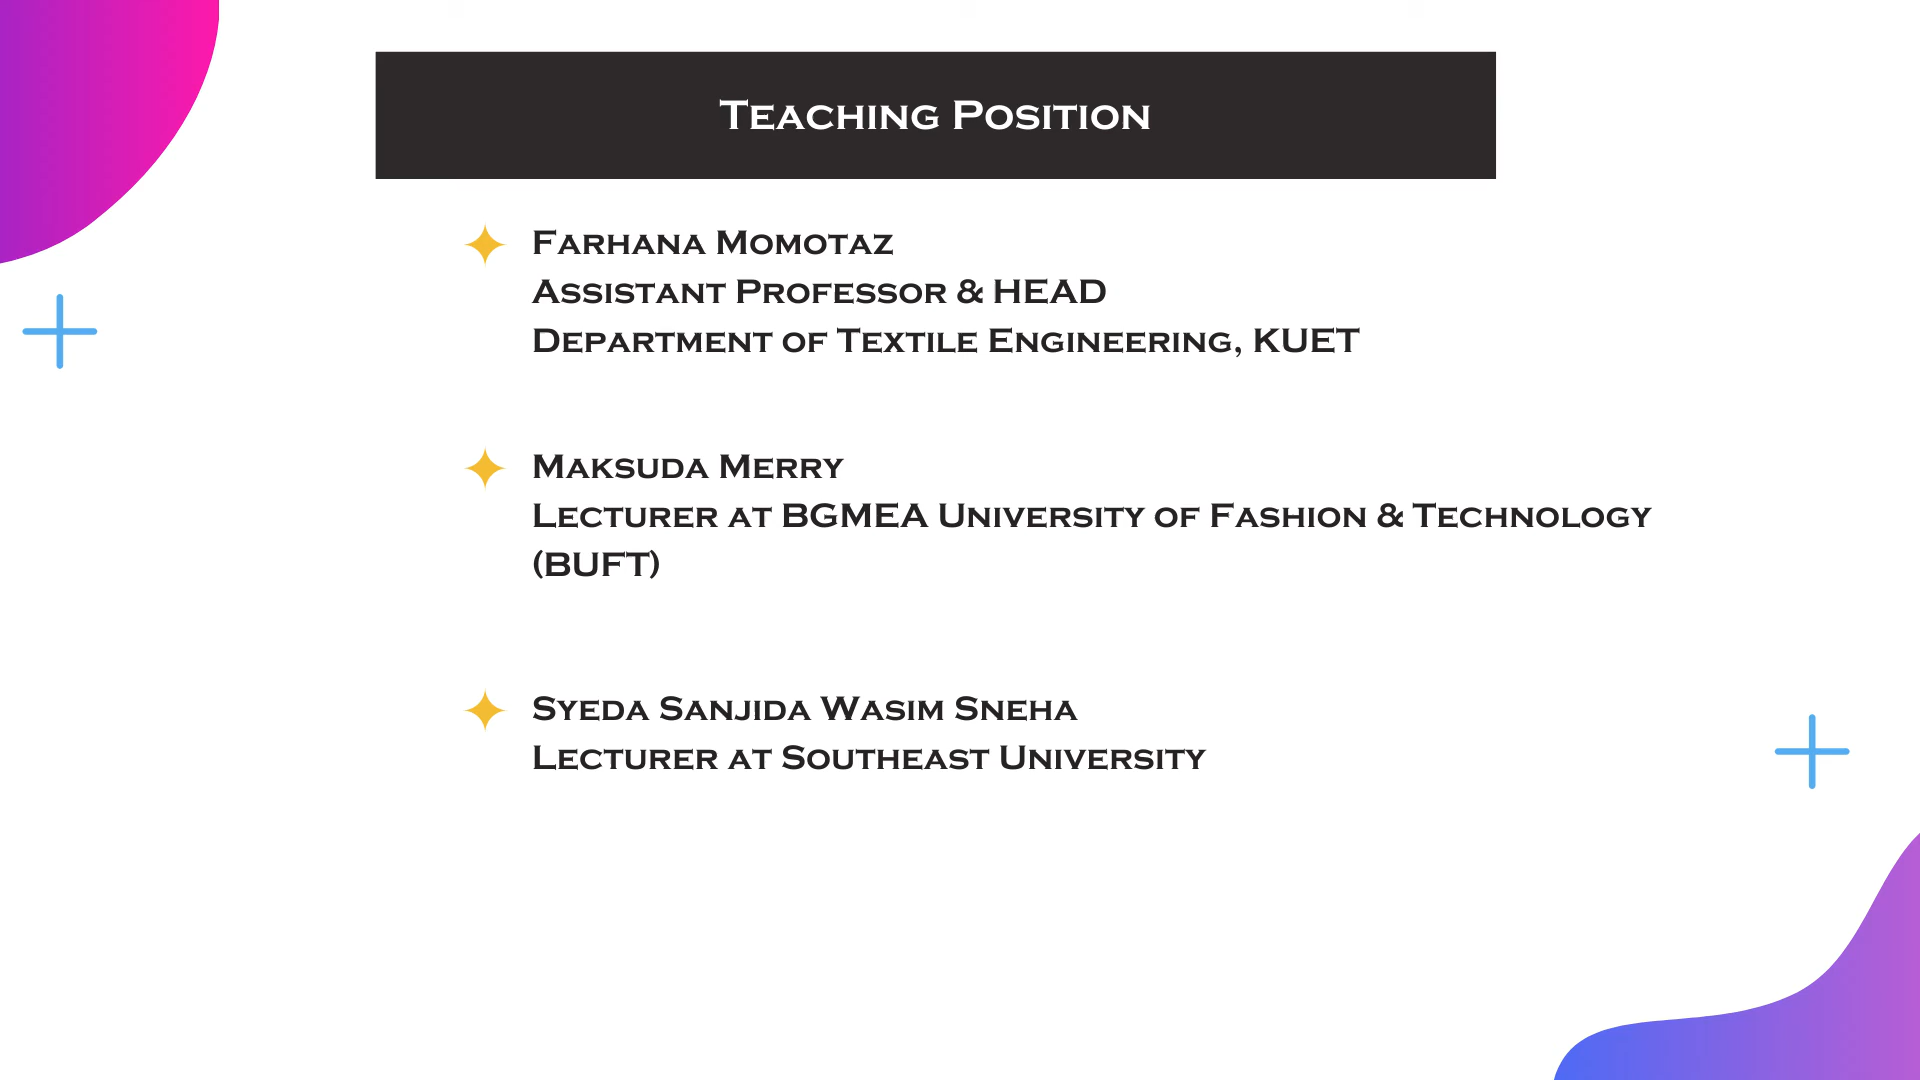 Teaching Position
Farhana Momotaz
Assistant Professor & HEAD
Department of Textile Engineering, KUET
Maksuda Merry
Lecturer at BGMEA University of Fashion & Technology
(BUFT)
Syeda Sanjida Wasim Sneha
Lecturer at Southeast University